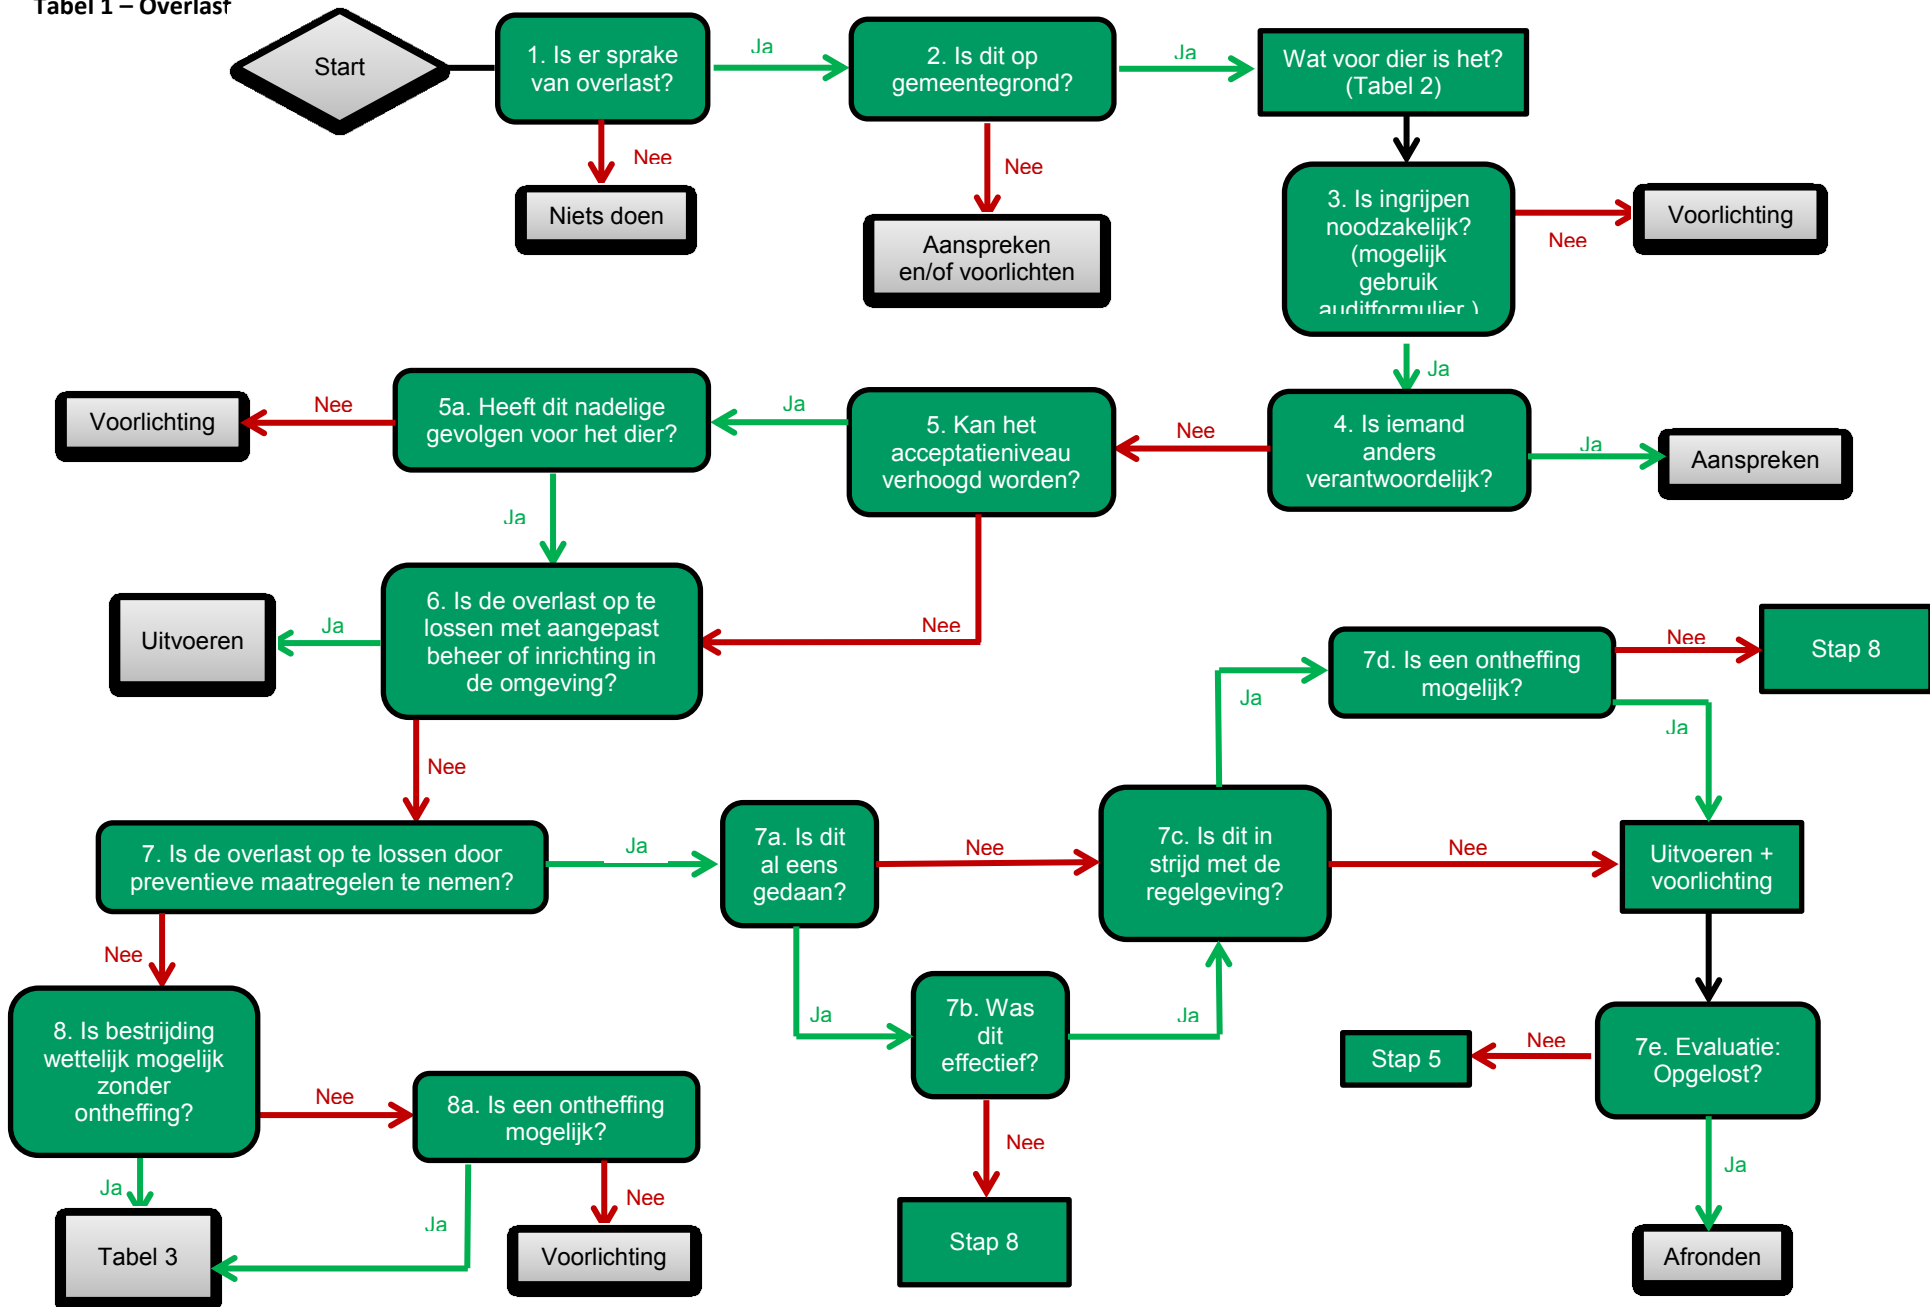 Tabel 1 – Overlast
Start
1. Is er sprake
van overlast?
Ja
2. Is dit op
gemeentegrond?
Ja
Wat voor dier is het?
(Tabel 2)
Nee
Niets doen
Nee
Aanspreken
en/of voorlichten
3. Is ingrijpen
noodzakelijk?
(mogelijk
gebruik
auditformulier )
Nee
Voorlichting
Ja
4. Is iemand
anders
verantwoordelijk?
Ja
Aanspreken
Nee
5. Kan het
acceptatieniveau
verhoogd worden?
Ja
5a. Heeft dit nadelige
gevolgen voor het dier?
Nee
Voorlichting
Ja
Nee
6. Is de overlast op te
lossen met aangepast
beheer of inrichting in
de omgeving?
Ja
Uitvoeren
Nee
7. Is de overlast op te lossen door
preventieve maatregelen te nemen?
Ja
7a. Is dit
al eens
gedaan?
Nee
7c. Is dit in
strijd met de
regelgeving?
Ja
7d. Is een ontheffing
mogelijk?
Nee
Stap 8
Ja
Nee
Uitvoeren +
voorlichting
Ja
7b. Was
dit
effectief?
Ja
Nee
Stap 8
7e. Evaluatie:
Opgelost?
Nee
Stap 5
Ja
Afronden
Nee
8. Is bestrijding
wettelijk mogelijk
zonder
ontheffing?
Nee
8a. Is een ontheffing
mogelijk?
Ja
Tabel 3
Ja
Nee
Voorlichting